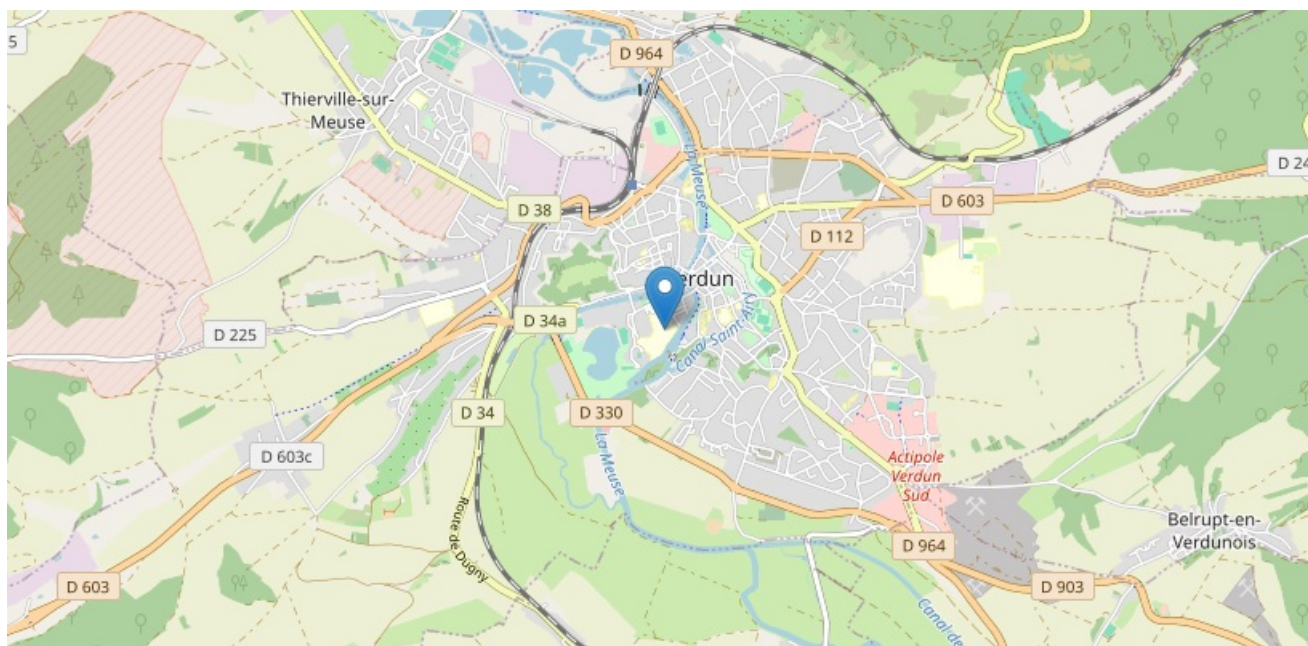 5
D 964
Thierville-sur-
Meuse
La Meuse
D 24
D 603
D 38
D 112
erdun
D 34a
D 225
Canal Saint-Airy
D 34
D 330
D 603c
La Meuse
Actipole
Verdun
Sud
Route de Dugny
Belrupt-en-
Verdunois
D 964
D 603
D 903
Canal de